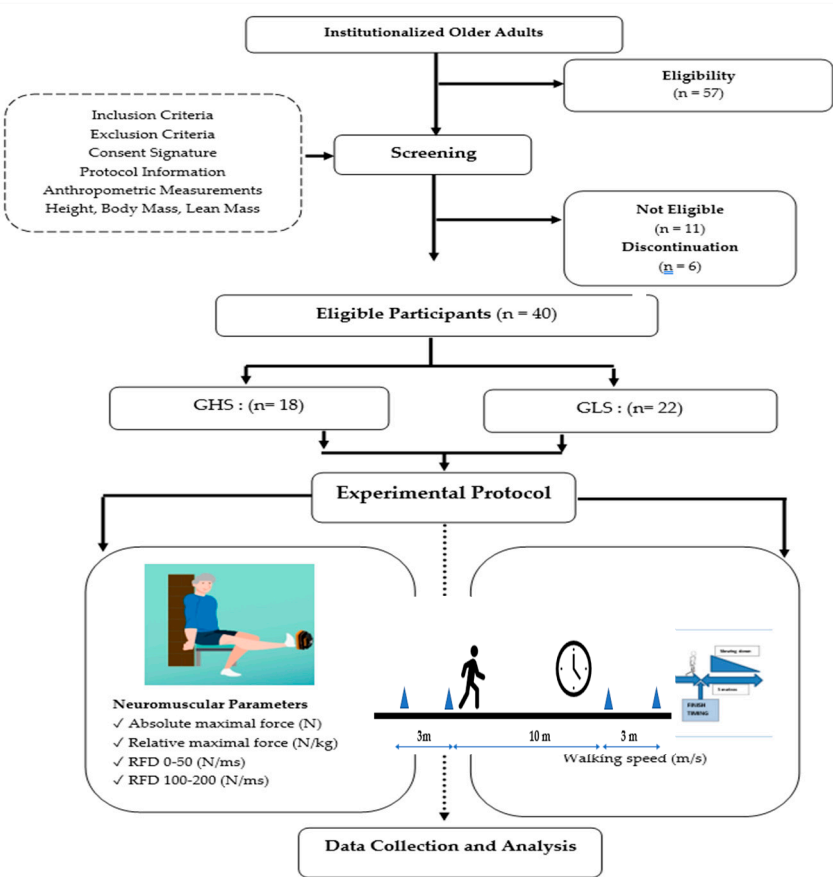 Institutionalized Older Adults
Eligibility
(n = 57)
Inclusion Criteria
Exclusion Criteria
Consent Signature
Protocol Information
Anthropometric Measurements
Height, Body Mass, Lean Mass
Screening
Not Eligible
(n = 11)
Discontinuation
(n = 6)
Eligible Participants (n = 40)
GHS : (n= 18)
GLS : (n= 22)
Experimental Protocol
Neuromuscular Parameters
✓ Absolute maximal force (N)
✓ Relative maximal force (N/kg)
✓ RFD 0-50 (N/ms)
✓ RFD 100-200 (N/ms)
3m
10 m
3 m
Walking speed (m/s)
Slowing down
FINISH
TIMING
Data Collection and Analysis